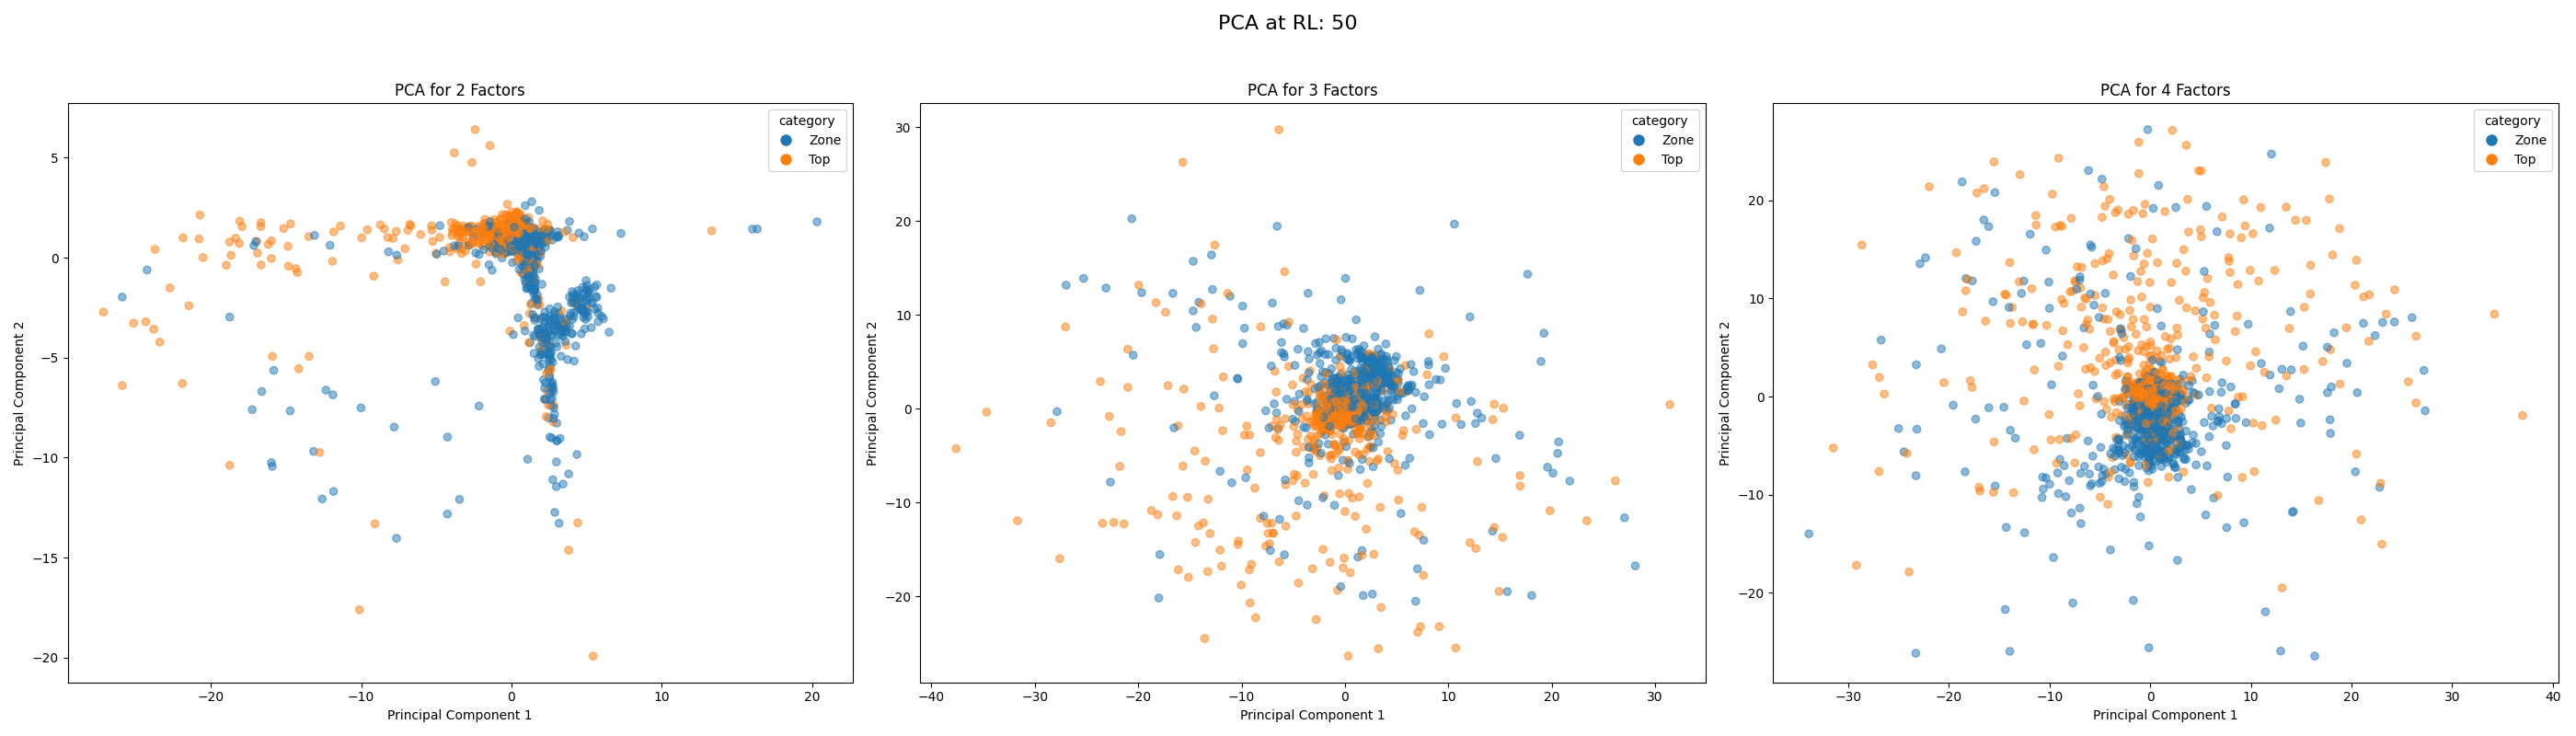 PCA at RL: 50
PCA for 2 Factors
category
Zone
Top
5
0
−5
−10
−15
−20
Principal Component 2
−20
−10
0
10
20
Principal Component 1
PCA for 3 Factors
category
Zone
Top
30
20
10
0
−10
−20
Principal Component 2
−40
−30
−20
−10
0
10
20
30
Principal Component 1
PCA for 4 Factors
category
Zone
Top
20
10
0
−10
−20
Principal Component 2
−30
−20
−10
0
10
20
30
40
Principal Component 1